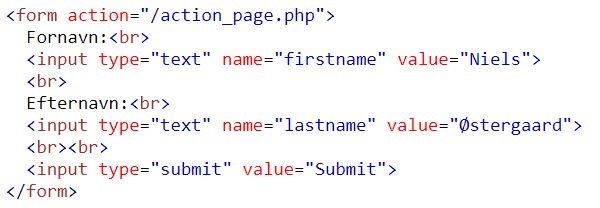 <form action="/action_page.php">
Fornavn:<br>
<input type="text" name="firstname" value="Niels">
<br>
Efternavn:<br>
<input type="text" name="lastname" value="Østergaard">
<br><br>
<input type="submit" value="Submit">
</form>